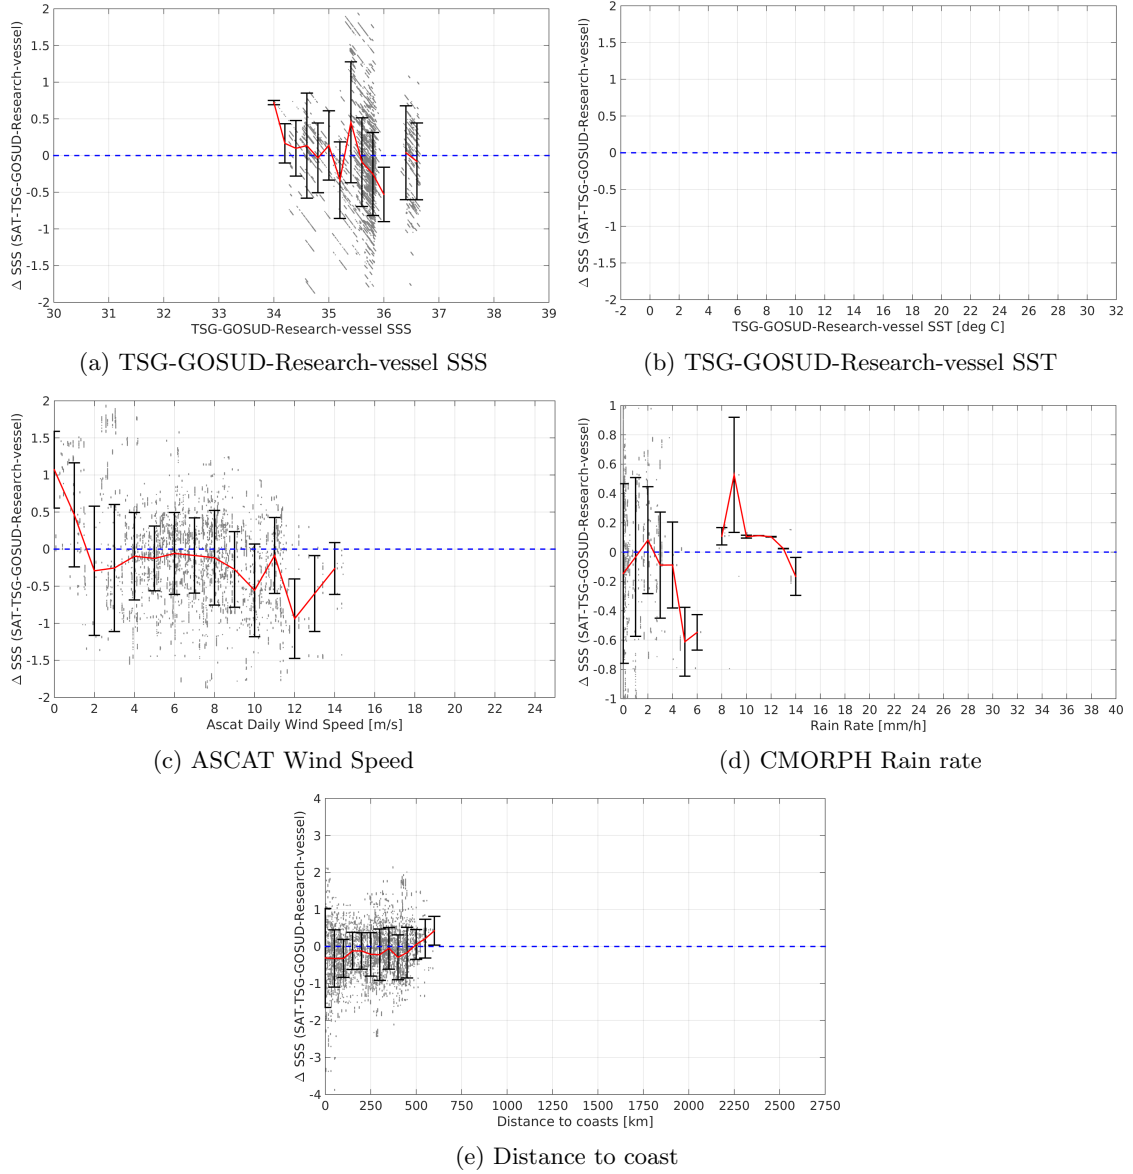 2
1.5
1
0.5
0
-0.5
-1
-1.5
-2
30 31 32 33 34 35 36 37 38 39
Δ SSS (SAT-TSG-GOSUD-Research-vessel)
TSG-GOSUD-Research-vessel SSS
(a) TSG-GOSUD-Research-vessel SSS
2
1.5
1
0.5
0
-0.5
-1
-1.5
-2
-2 0 2 4 6 8 10 12 14 16 18 20 22 24 26 28 30 32
Δ SSS (SAT-TSG-GOSUD-Research-vessel)
TSG-GOSUD-Research-vessel SST [deg C]
(b) TSG-GOSUD-Research-vessel SST
2
1.5
1
0.5
0
-0.5
-1
-1.5
-2
0 2 4 6 8 10 12 14 16 18 20 22 24
Δ SSS (SAT-TSG-GOSUD-Research-vessel)
Ascat Daily Wind Speed [m/s]
(c) ASCAT Wind Speed
1
0.8
0.6
0.4
0.2
0
-0.2
-0.4
-0.6
-0.8
-1
0 2 4 6 8 10 12 14 16 18 20 22 24 26 28 30 32 34 36 38 40
Δ SSS (SAT-TSG-GOSUD-Research-vessel)
Rain Rate [mm/h]
(d) CMORPH Rain rate
4
3
2
1
0
-1
-2
-3
-4
0 250 500 750 1000 1250 1500 1750 2000 2250 2500 2750
Δ SSS (SAT-TSG-GOSUD-Research-vessel)
Distance to coasts [km]
(e) Distance to coast